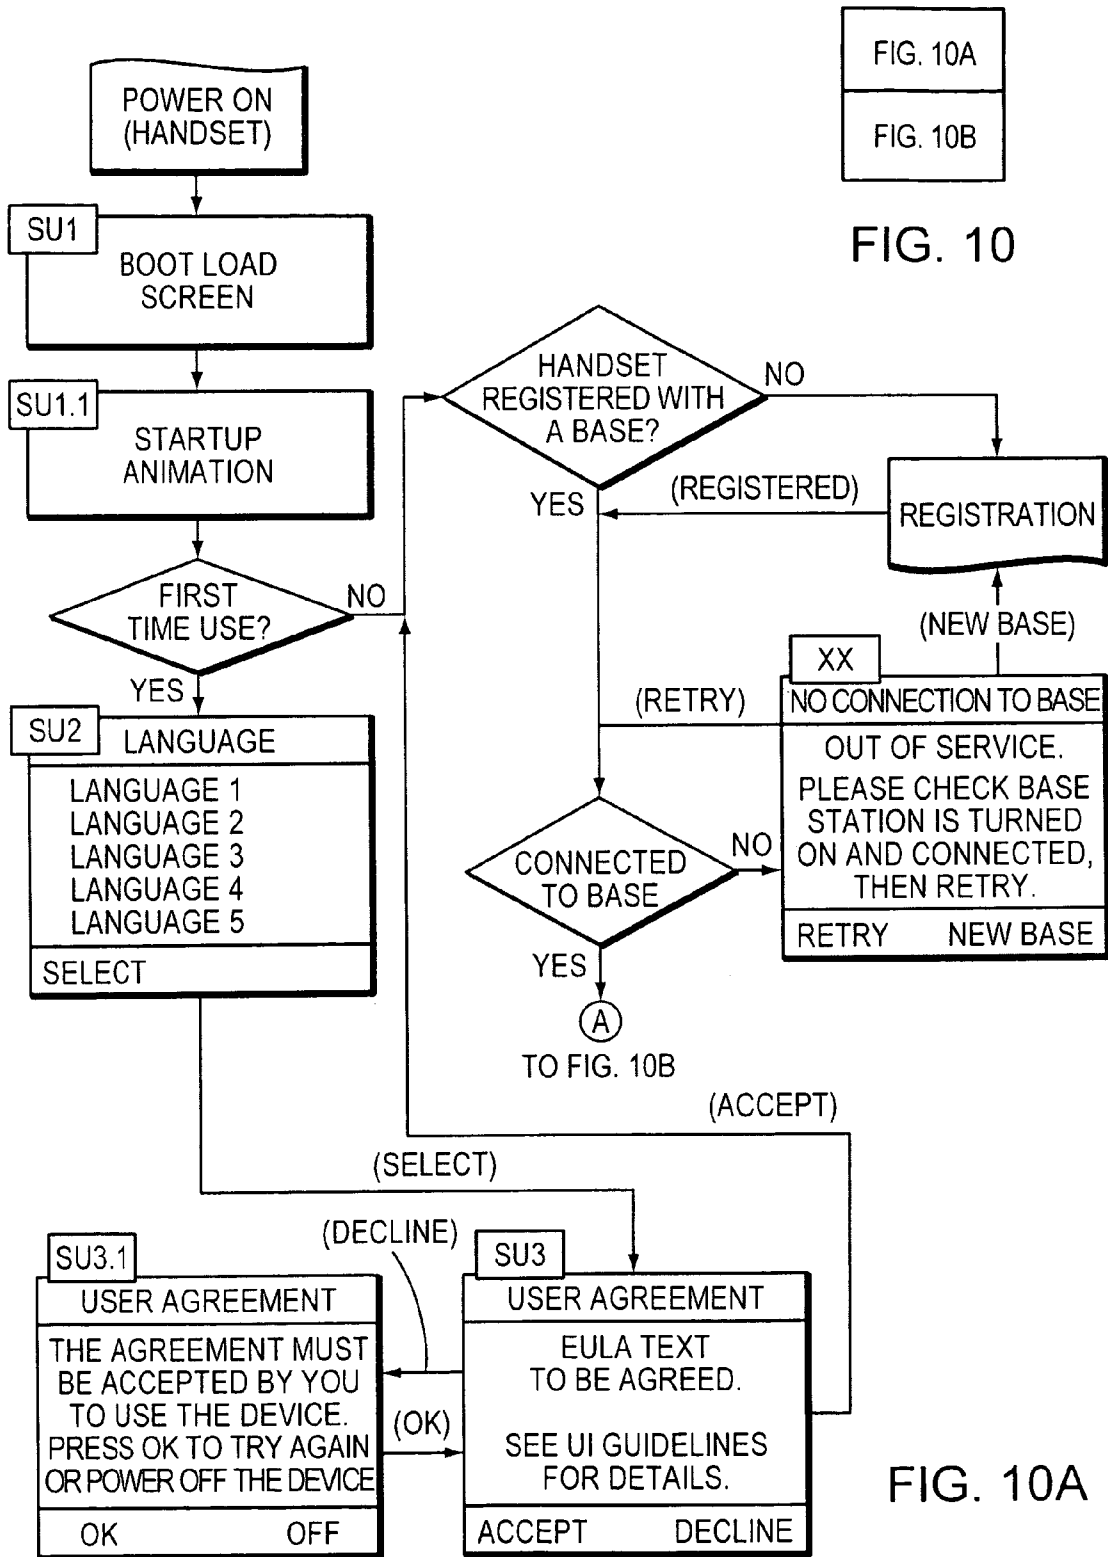 POWER ON
(HANDSET)
FIG. 10A
FIG. 10B
FIG. 10
SU1
BOOT LOAD
SCREEN
SU1.1
STARTUP
ANIMATION
FIRST
TIME USE?
NO
YES
HANDSET
REGISTERED WITH
A BASE?
NO
YES
(REGISTERED)
REGISTRATION
(NEW BASE)
XX
NO CONNECTION TO BASE
OUT OF SERVICE.
PLEASE CHECK BASE
STATION IS TURNED
ON AND CONNECTED,
THEN RETRY.
RETRY NEW BASE
(RETRY)
CONNECTED
TO BASE
NO
YES
A
TO FIG. 10B
SU2
LANGUAGE
LANGUAGE 1
LANGUAGE 2
LANGUAGE 3
LANGUAGE 4
LANGUAGE 5
SELECT
(ACCEPT)
(SELECT)
(DECLINE)
SU3.1
USER AGREEMENT
THE AGREEMENT MUST
BE ACCEPTED BY YOU
TO USE THE DEVICE.
PRESS OK TO TRY AGAIN
OR POWER OFF THE DEVICE
OK OFF
(OK)
SU3
USER AGREEMENT
EULA TEXT
TO BE AGREED.
SEE UI GUIDELINES
FOR DETAILS.
ACCEPT DECLINE
FIG. 10A